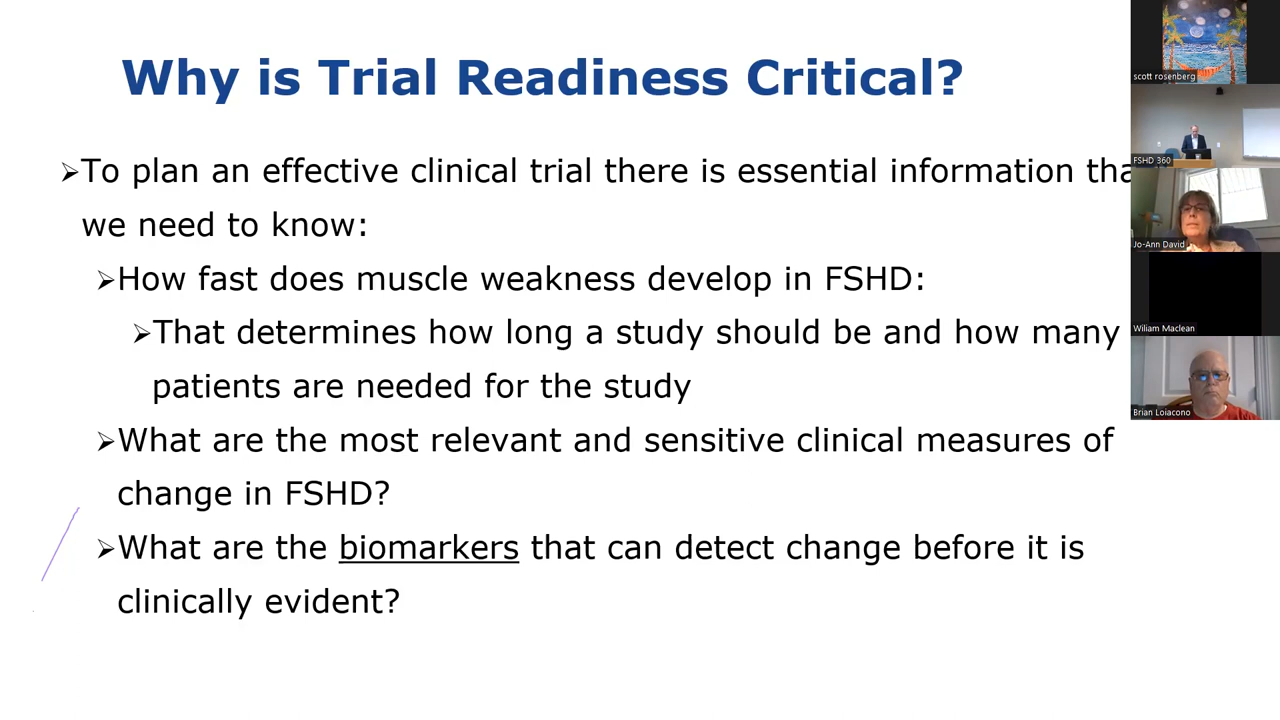 Why is Trial Readiness Critical?
To plan an effective clinical trial there is essential information tha
we need to know:
How fast does muscle weakness develop in FSHD:
That determines how long a study should be and how many
patients are needed for the study
What are the most relevant and sensitive clinical measures of
change in FSHD?
What are the biomarkers that can detect change before it is
clinically evident?
scott rosenberg
FSHD 360
Jo-Ann David
Wiliam Maclean
Brian Loiacono